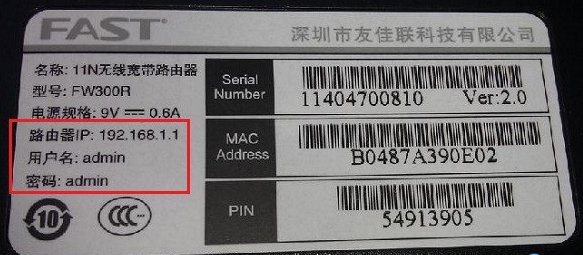 FAST
深圳市友佳联科技有限公司
名称: 11N无线宽带路由器
型号: FW300R
电源规格: 9V⎓0.6A
路由器IP: 192.168.1.1
用户名: admin
密码: admin
10
CCC
Serial Number
11404700810 Ver:2.0
MAC Address
B0487A390E02
PIN
54913905